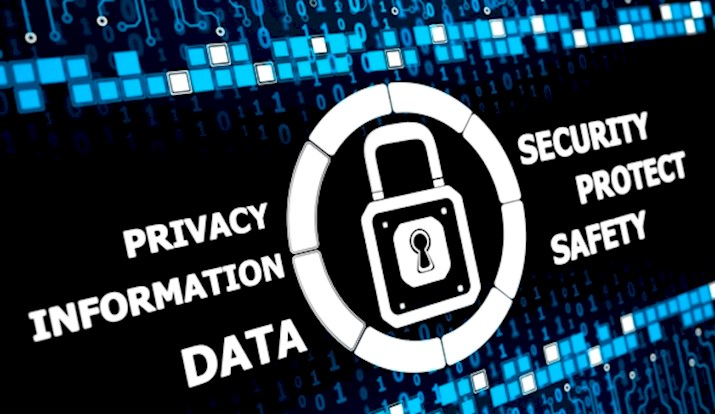 PRIVACY
INFORMATION
DATA
SECURITY
PROTECT
SAFETY